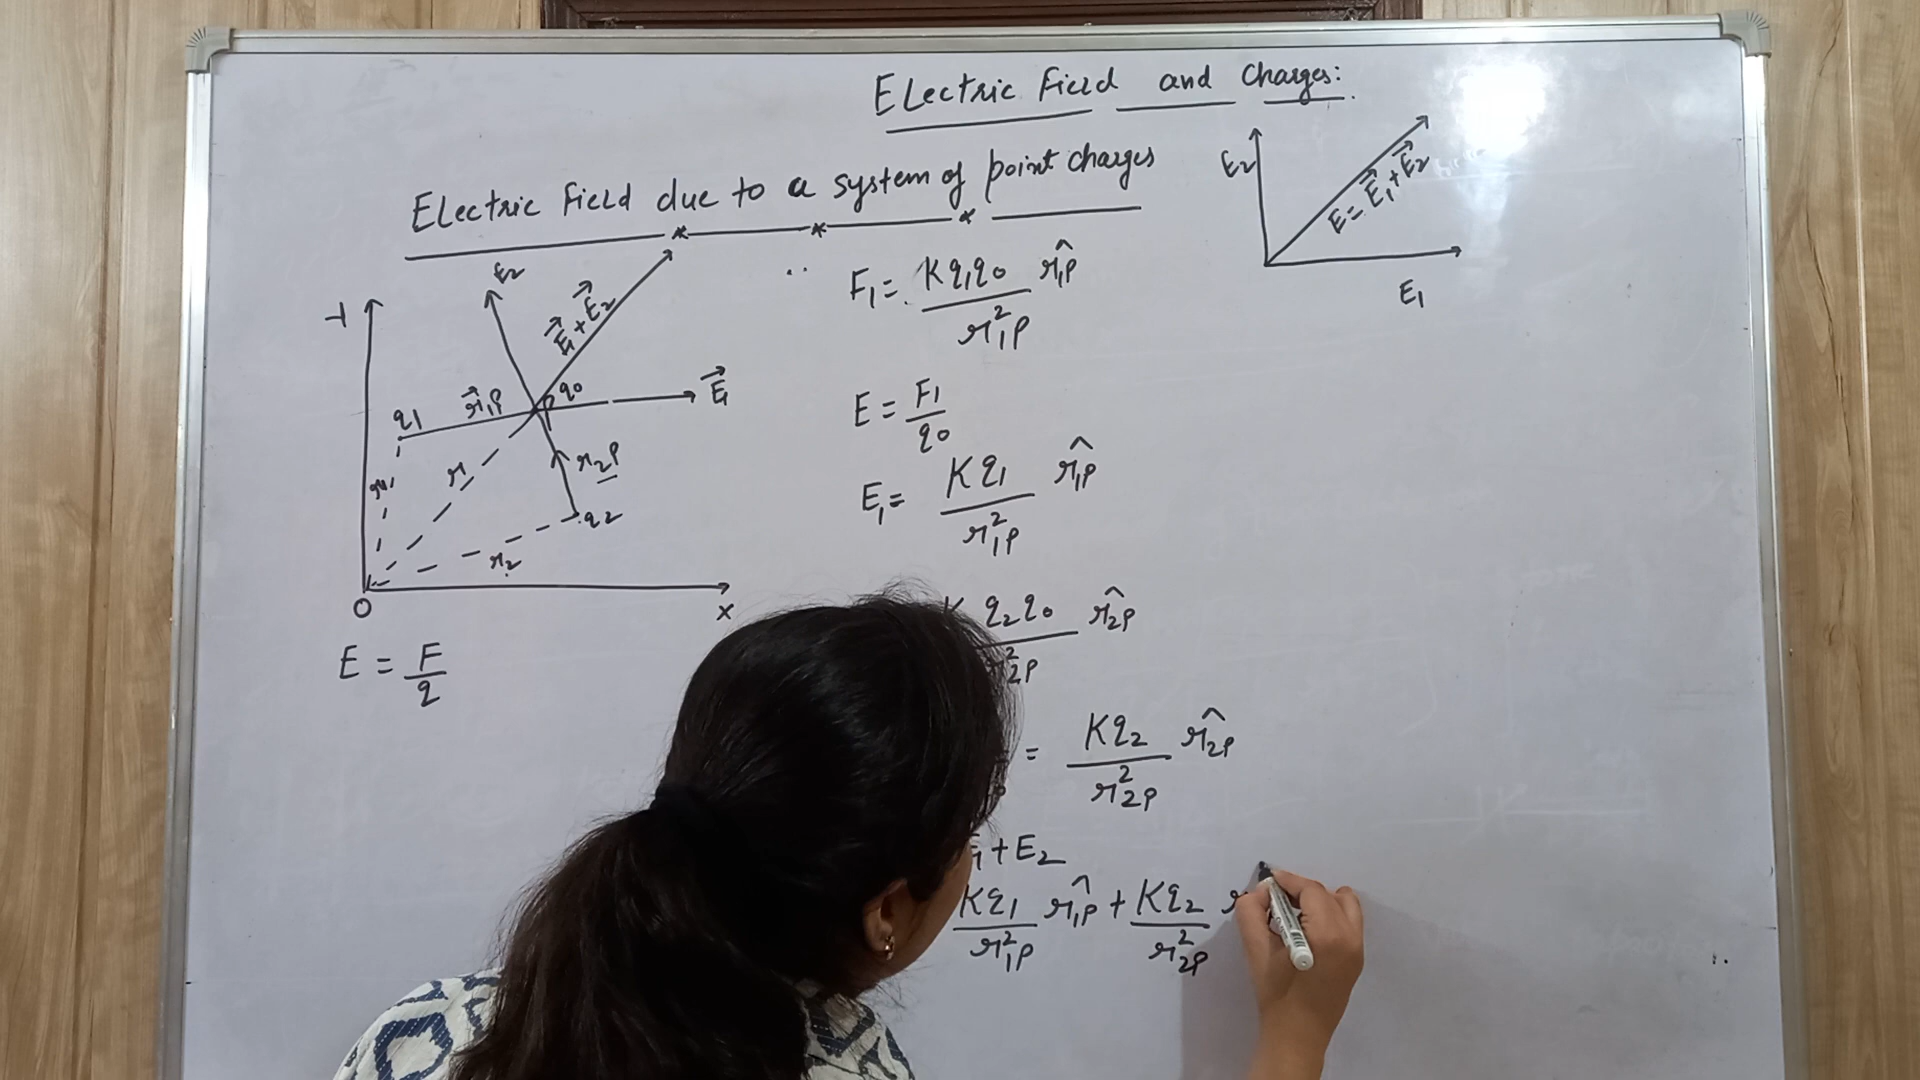 Electric Field and Charges:
Electric Field due to a system of point charges
E2
E = E⃗1 + E⃗2
E1
E2
E⃗1 + E⃗2
q0
E⃗1
q1
r⃗1P
r
r2P
q2
r2
O
X
E = F/q
F1 = Kq1q0/r²1P r̂1P
E = F1/q0
E1 = Kq1/r²1P r̂1P
K q2q0/r²2P r̂2P
= Kq2/r²2P r̂2P
+ E2
Kq1/r²1P r̂1P + Kq2/r²2P r